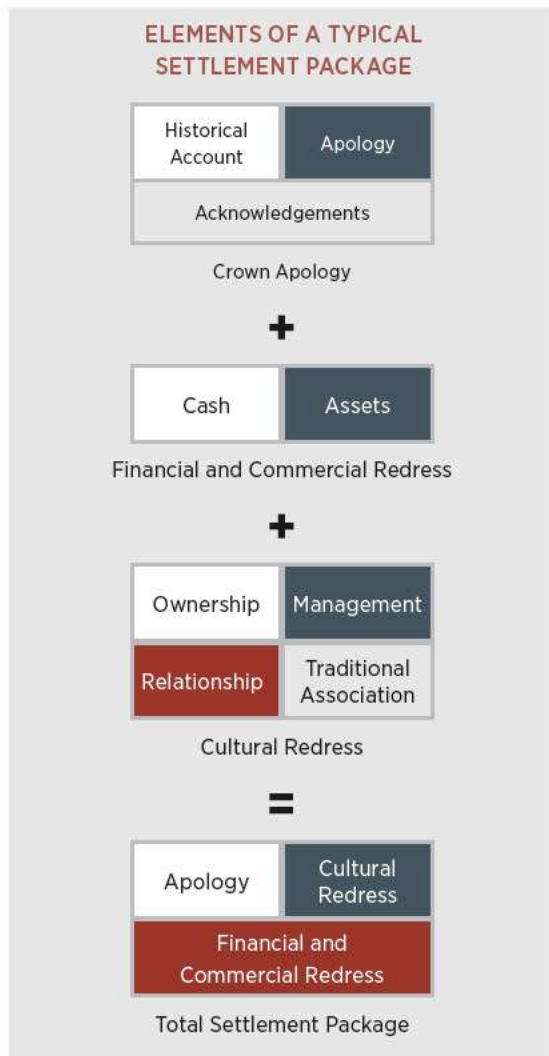 ELEMENTS OF A TYPICAL
SETTLEMENT PACKAGE
Historical
Account
Apology
Acknowledgements
Crown Apology
+
Cash
Assets
Financial and Commercial Redress
+
Ownership
Management
Relationship
Traditional
Association
Cultural Redress
=
Apology
Cultural
Redress
Financial and
Commercial Redress
Total Settlement Package